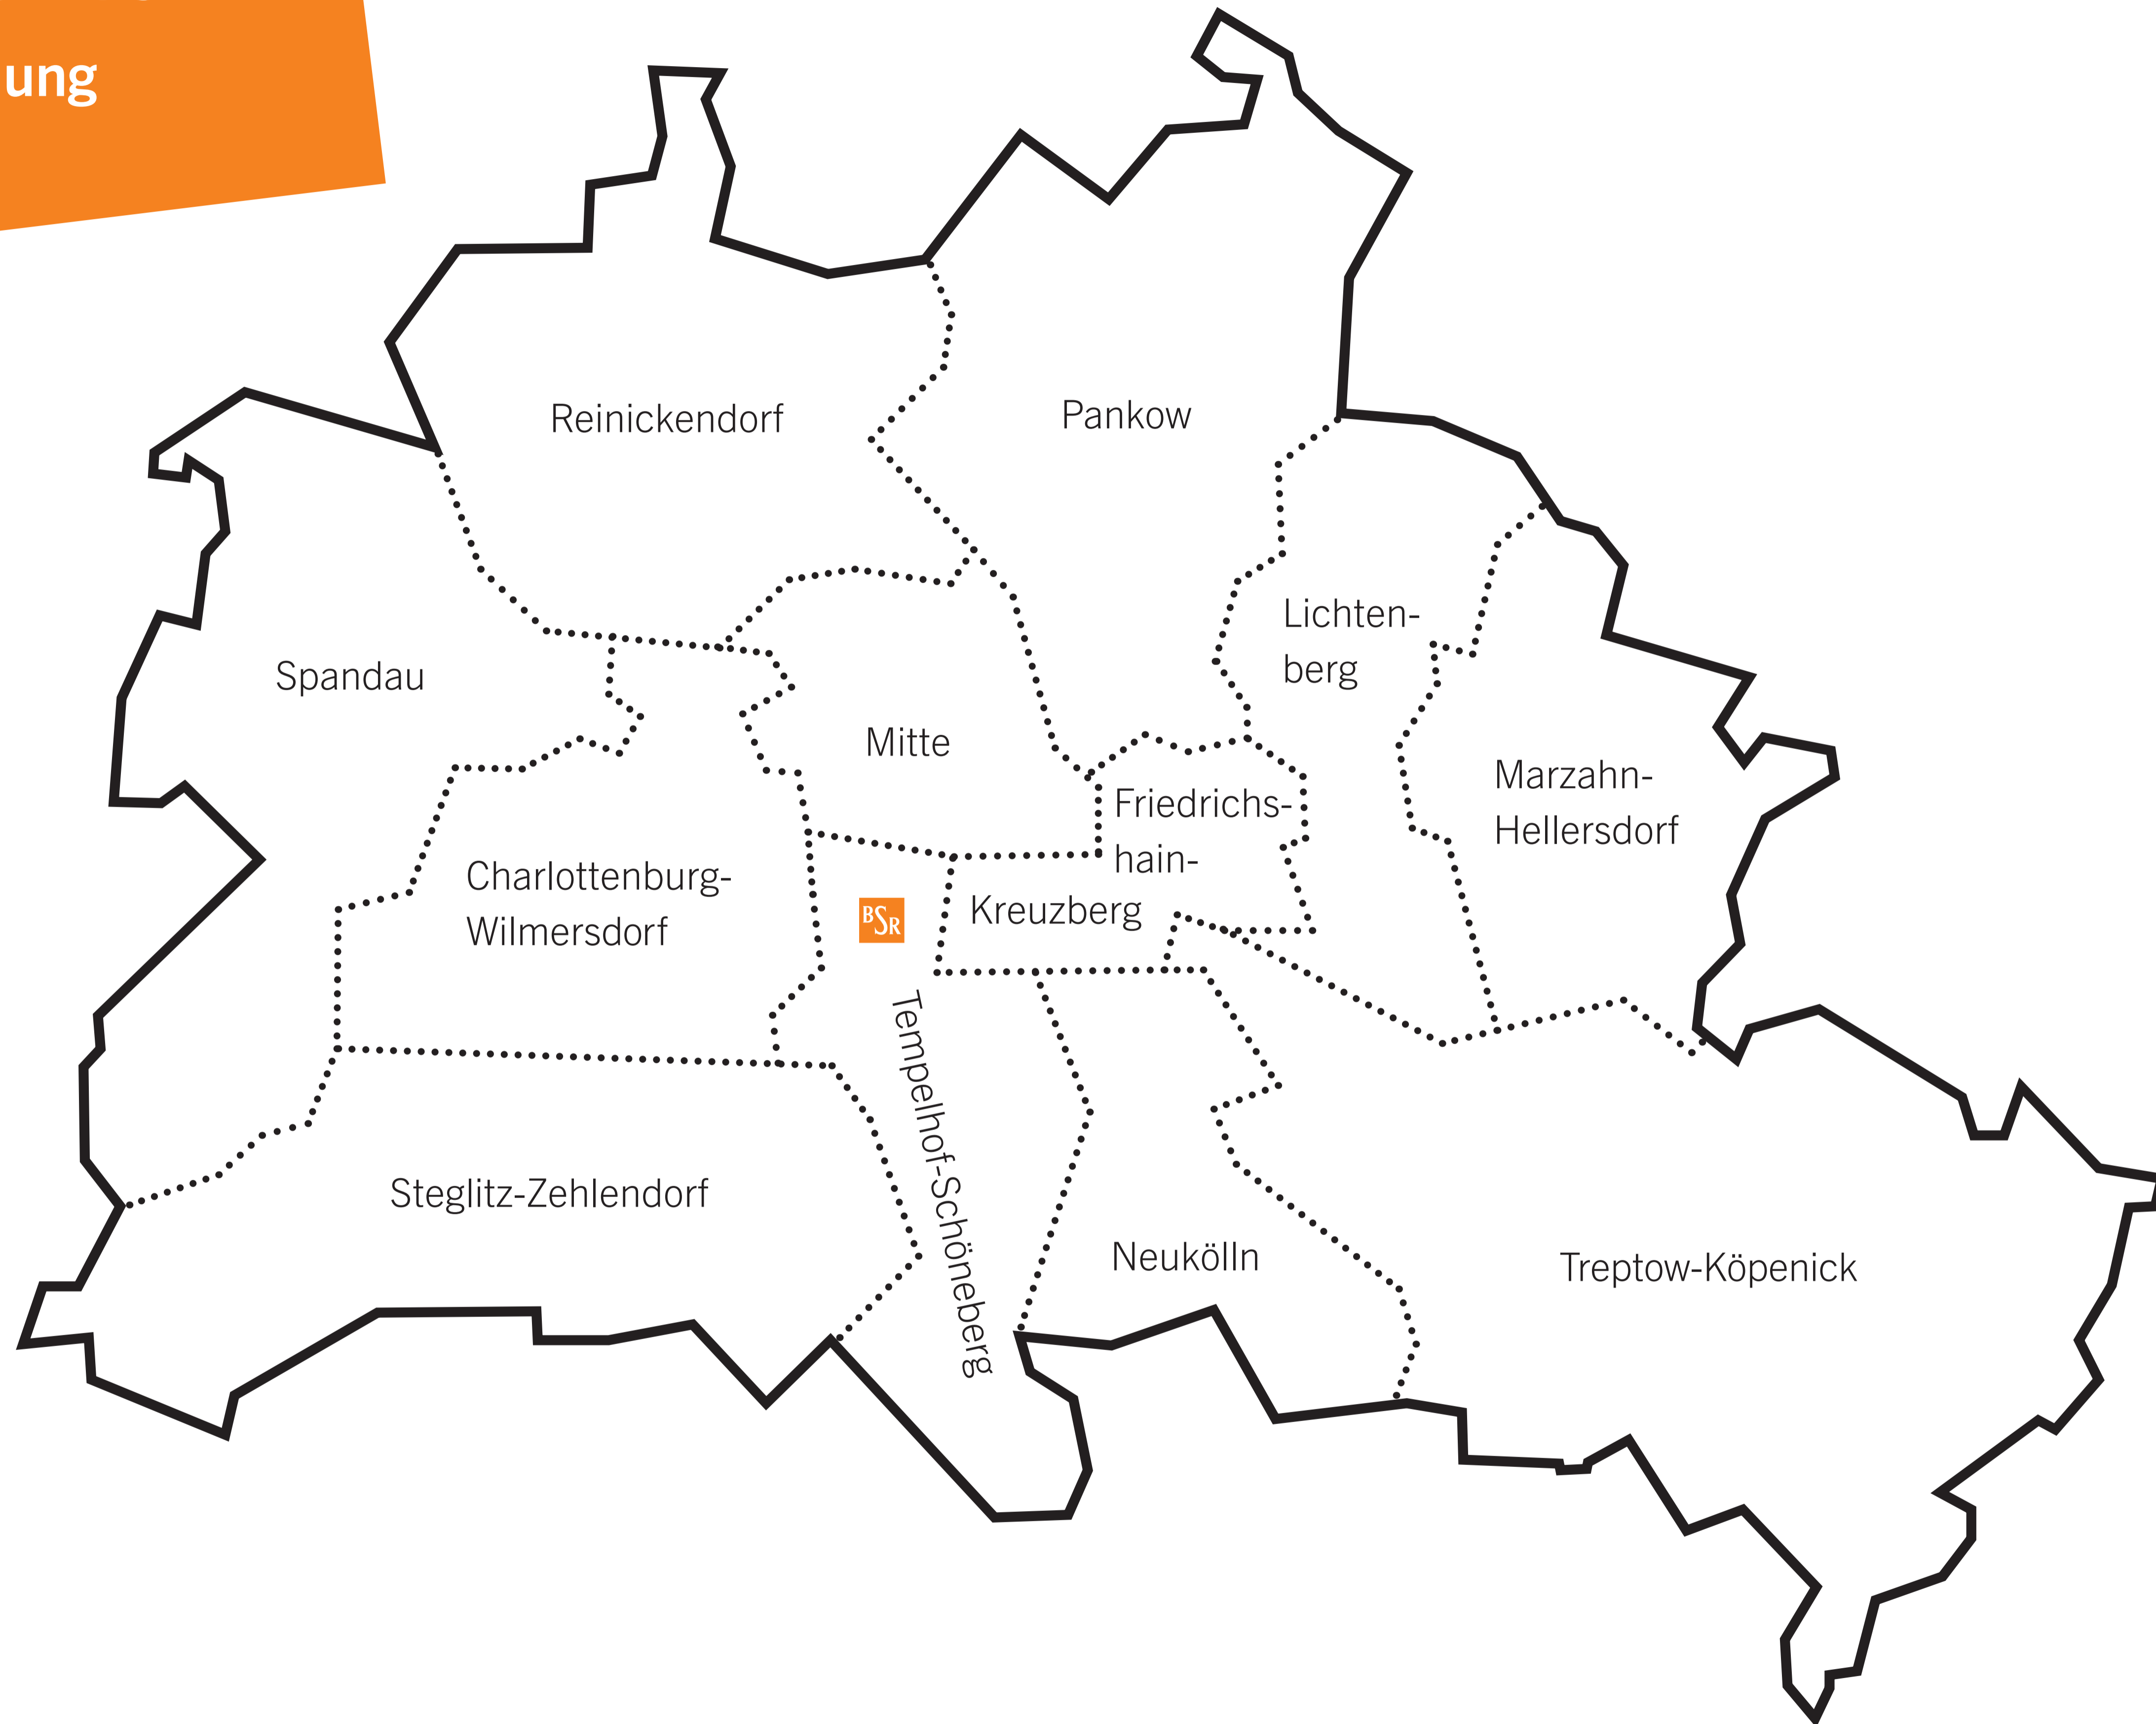 ung
Reinickendorf
Pankow
Lichten-
berg
Spandau
Mitte
Marzahn-
Hellersdorf
Friedrichs-
hain-
Kreuzberg
Charlottenburg-
Wilmersdorf
BSR
Tempelhof-Schöneberg
Steglitz-Zehlendorf
Neukölln
Treptow-Köpenick